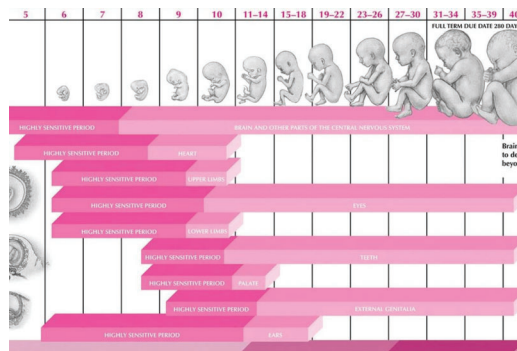 5 6 7 8 9 10 11–14 15–18 19–22 23–26 27–30 31–34 35–39 40
FULL TERM DUE DATE 280 DAY
HIGHLY SENSITIVE PERIOD BRAIN AND OTHER PARTS OF THE CENTRAL NERVOUS SYSTEM
HIGHLY SENSITIVE PERIOD HEART
Brain
to de
beyo
HIGHLY SENSITIVE PERIOD UPPER LIMBS
HIGHLY SENSITIVE PERIOD EYES
HIGHLY SENSITIVE PERIOD LOWER LIMBS
HIGHLY SENSITIVE PERIOD TEETH
HIGHLY SENSITIVE PERIOD PALATE
HIGHLY SENSITIVE PERIOD EXTERNAL GENITALIA
HIGHLY SENSITIVE PERIOD EARS